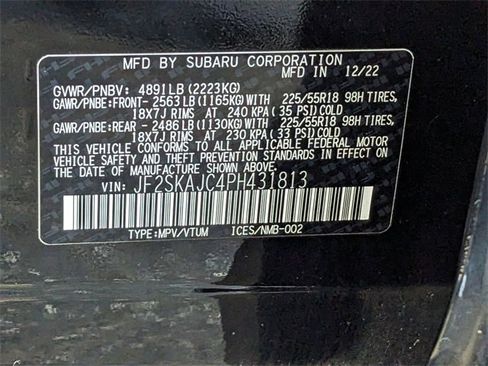 MFD BY SUBARU CORPORATION
MFD IN 12/22
GVWR/PNBV: 4891LB(2223KG)
GAWR/PNBE:FRONT- 2563LB(1165KG)WITH 225/55R18 98H TIRES,
18X7J RIMS AT 240 KPA(35 PSI)COLD
GAWR/PNBE:REAR - 2486LB(1130KG)WITH 225/55R18 98H TIRES,
18X7J RIMS AT 230 KPA(33 PSI)COLD
THIS VEHICLE CONFORMS TO ALL APPLICABLE FEDERAL MOTOR
VEHICLE SAFETY AND THEFT PREVENTION STANDARDS IN
EFFECT ON THE DATE OF MANUFACTURE SHOWN ABOVE.
VIN: JF2SKAJC4PH431813
TYPE:MPV/VTUM ICES/NMB-002